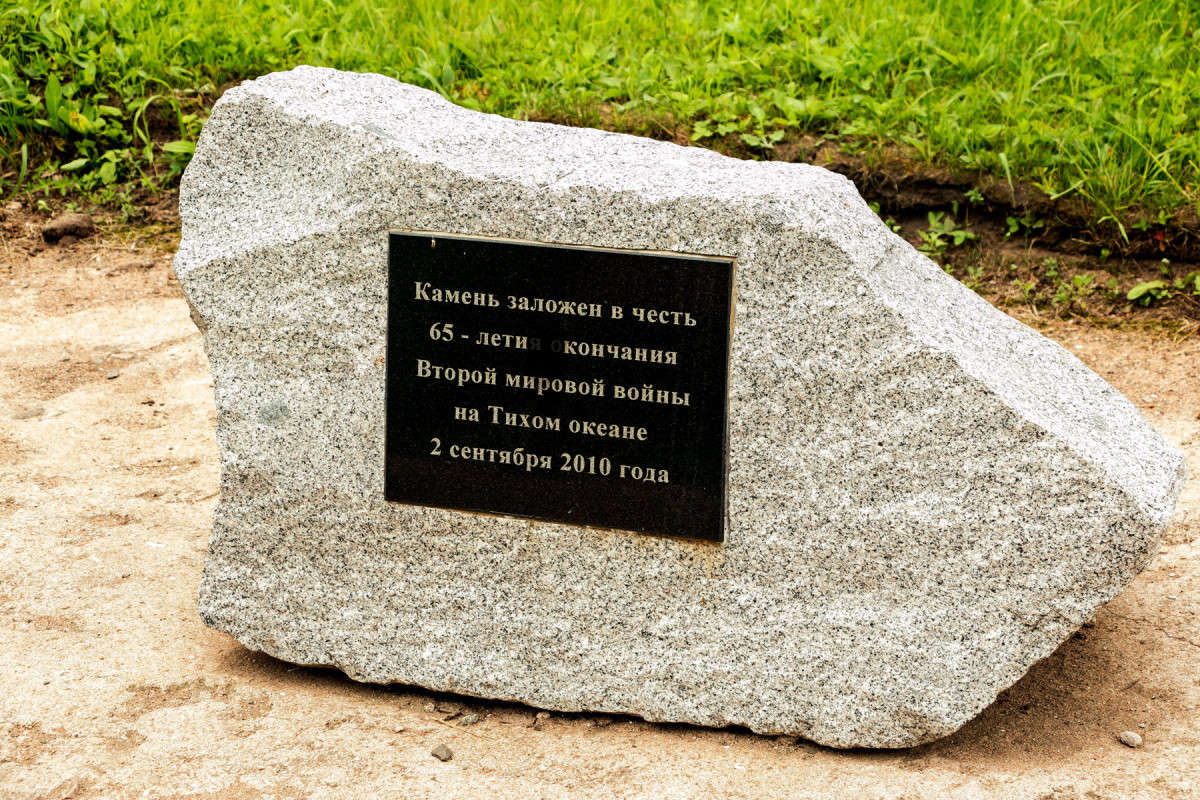 Камень заложен в честь
65 - летия окончания
Второй мировой войны
на Тихом океане
2 сентября 2010 года